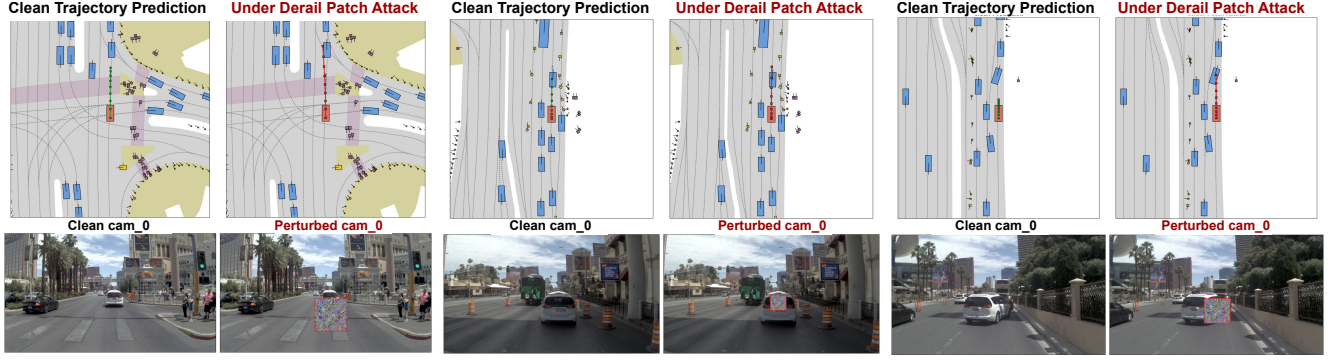 Clean Trajectory Prediction
Under Derail Patch Attack
Clean Trajectory Prediction
Under Derail Patch Attack
Clean Trajectory Prediction
Under Derail Patch Attack
Clean cam_0
Perturbed cam_0
Clean cam_0
Perturbed cam_0
Clean cam_0
Perturbed cam_0